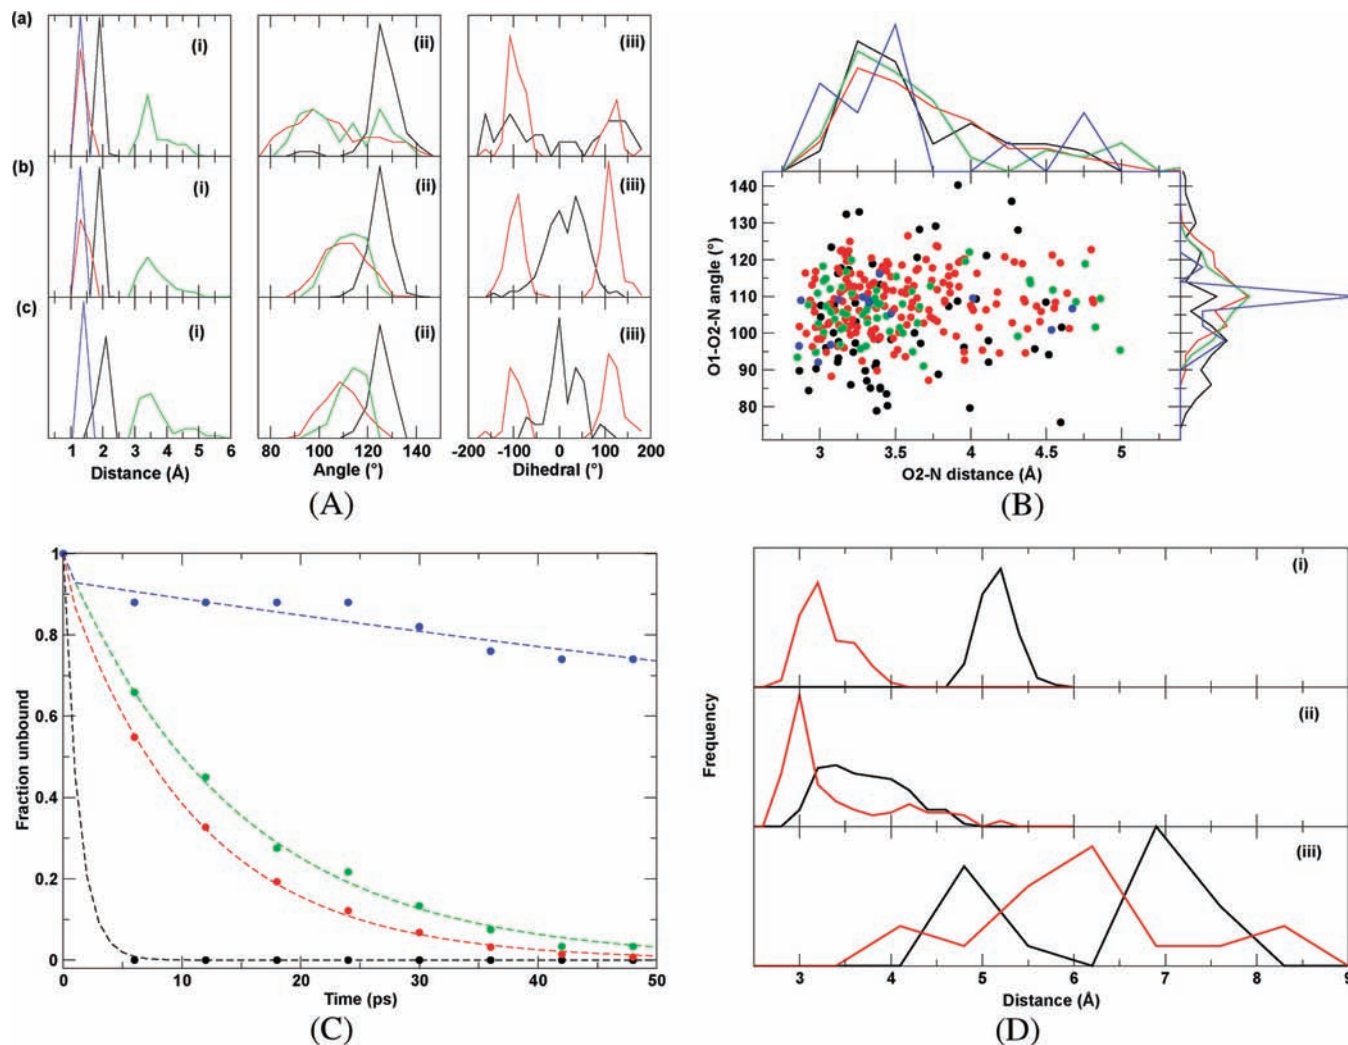 (a)
(i)
(ii)
(iii)
(b)
(i)
(ii)
(iii)
(c)
(i)
(ii)
(iii)
0 1 2 3 4 5 6
80 100 120 140
-200 -100 0 100 200
Distance (Å)
Angle (°)
Dihedral (°)
(A)
O1-O2-N angle (°)
140
130
120
110
100
90
80
3 3.5 4 4.5 5
O2-N distance (Å)
(B)
Fraction unbound
1
0.8
0.6
0.4
0.2
0
0 10 20 30 40 50
Time (ps)
(C)
Frequency
(i)
(ii)
(iii)
3 4 5 6 7 8 9
Distance (Å)
(D)